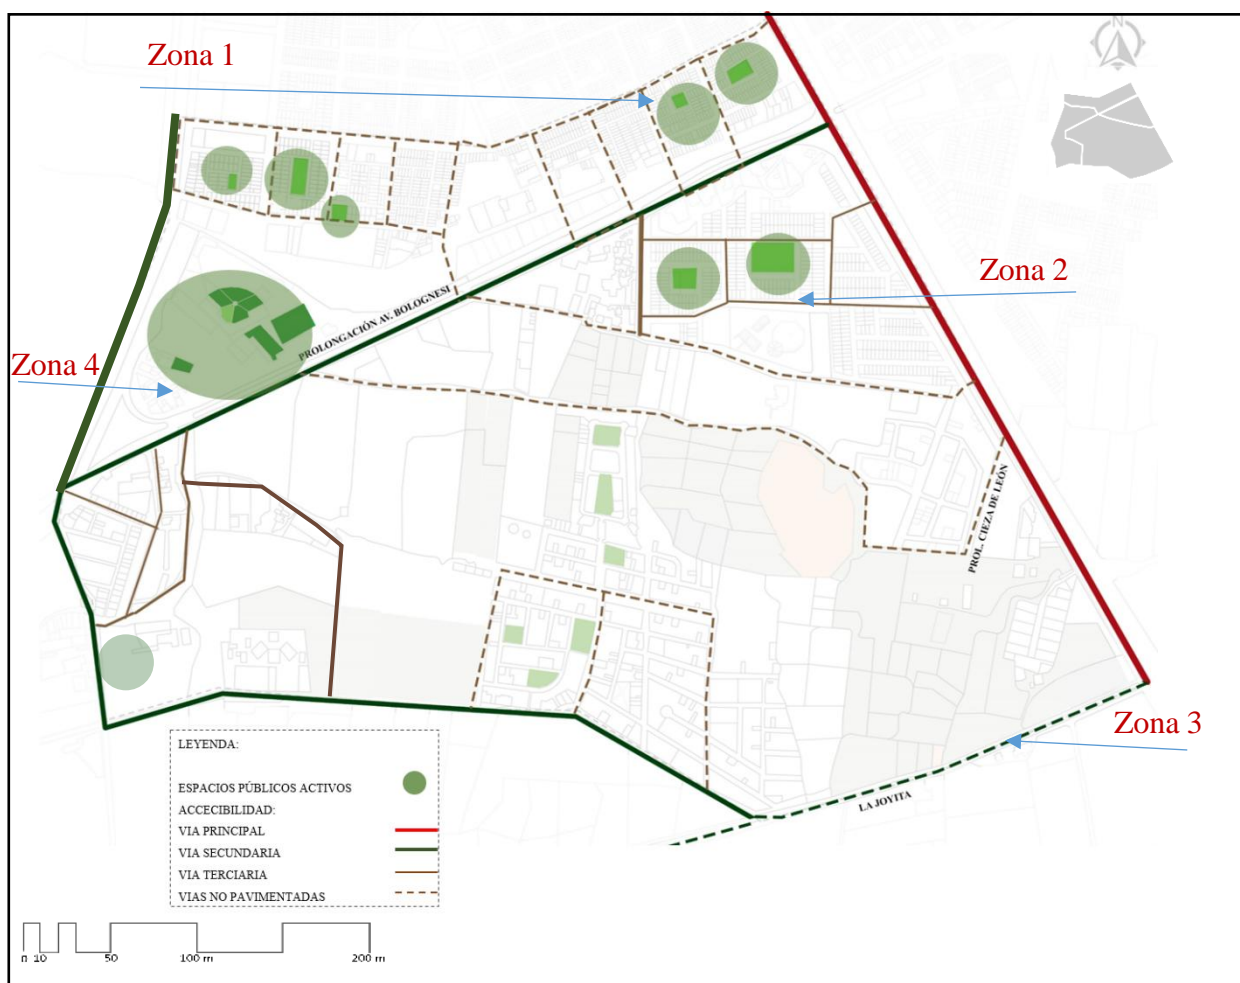 N
Zona 1
Zona 2
PROLONGACIÓN AV. BOLOGNESI
Zona 4
PROL. CIEZA DE LEÓN
Zona 3
LA JOYITA
LEYENDA:
ESPACIOS PÚBLICOS ACTIVOS
ACCECIBILIDAD:
VIA PRINCIPAL
VIA SECUNDARIA
VIA TERCIARIA
VIAS NO PAVIMENTADAS
0 10 50 100 m 200 m